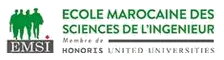 ECOLE MAROCAINE DES
SCIENCES DE L'INGENIEUR
EMSI
Membre de
HONORIS UNITED UNIVERSITIES